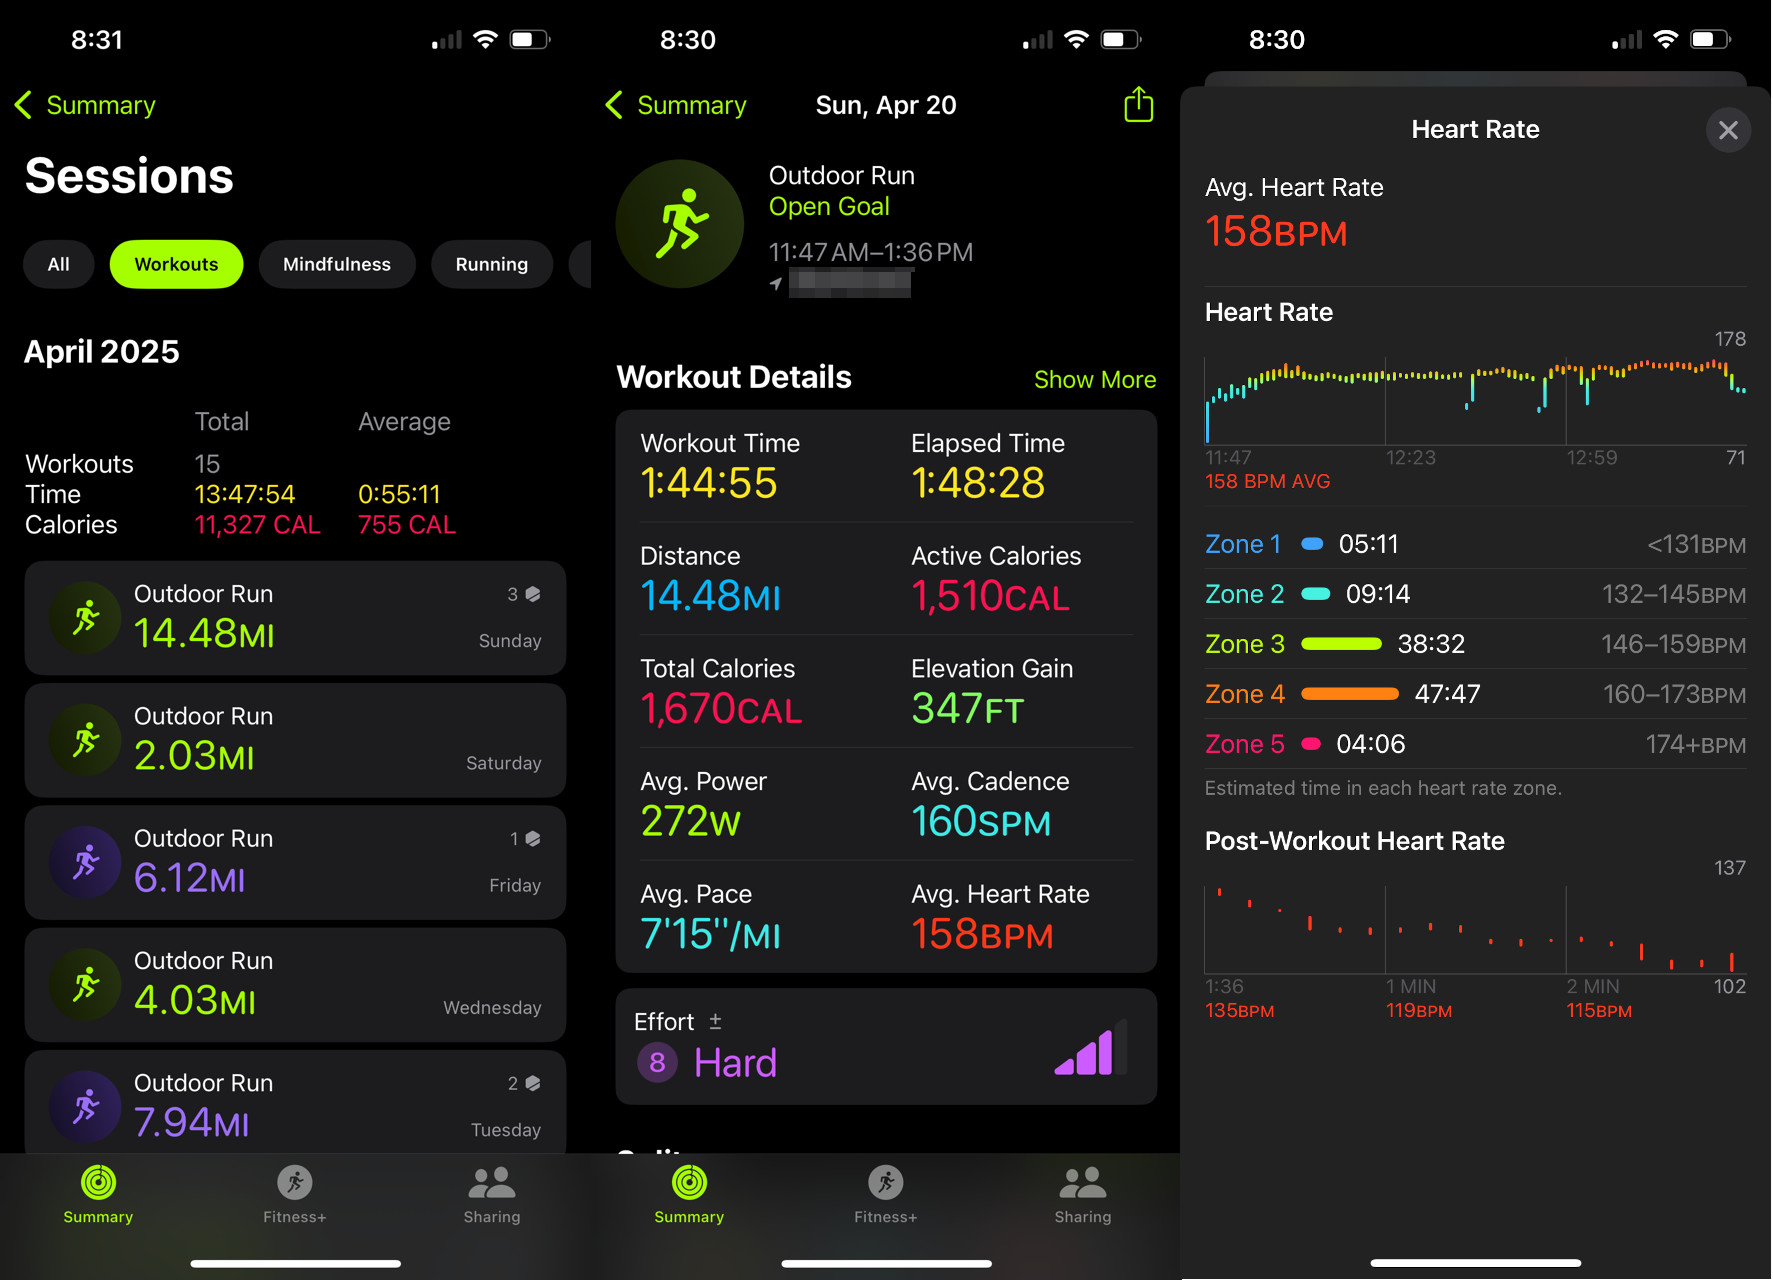 8:31
Summary
Sessions
All
Workouts
Mindfulness
Running
April 2025
Total Average
Workouts 15
Time 13:47:54 0:55:11
Calories 11,327 CAL 755 CAL
Outdoor Run 3
14.48MI
Sunday
Outdoor Run
2.03MI
Saturday
Outdoor Run 1
6.12MI
Friday
Outdoor Run
4.03MI
Wednesday
Outdoor Run 2
7.94MI
Tuesday
Summary Fitness+ Sharing
8:30
Summary Sun, Apr 20
Outdoor Run
Open Goal
11:47 AM–1:36 PM
Workout Details Show More
Workout Time Elapsed Time
1:44:55 1:48:28
Distance Active Calories
14.48MI 1,510CAL
Total Calories Elevation Gain
1,670CAL 347FT
Avg. Power Avg. Cadence
272W 160SPM
Avg. Pace Avg. Heart Rate
7'15''/MI 158BPM
Effort ±
8 Hard
Summary Fitness+ Sharing
8:30
Heart Rate
Avg. Heart Rate
158BPM
Heart Rate
178
11:47 12:23 12:59 71
158 BPM AVG
Zone 1 05:11 <131BPM
Zone 2 09:14 132–145BPM
Zone 3 38:32 146–159BPM
Zone 4 47:47 160–173BPM
Zone 5 04:06 174+BPM
Estimated time in each heart rate zone.
Post-Workout Heart Rate
137
1:36 1 MIN 2 MIN 102
135BPM 119BPM 115BPM